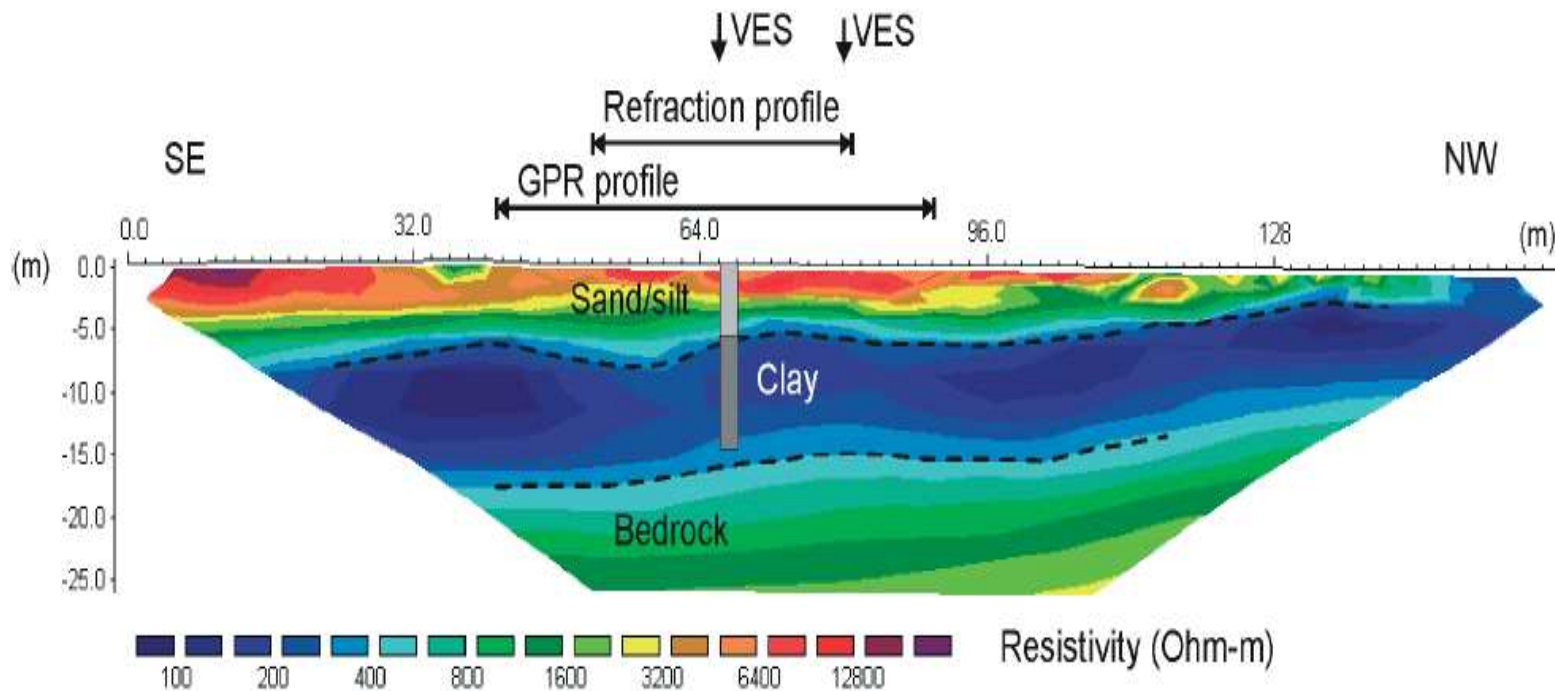 VES VES
Refraction profile
SE NW
GPR profile
0.0 32.0 64.0 96.0 128 (m)
(m)
0.0
Sand/silt
-5.0
Clay
-10.0
-15.0
-20.0
Bedrock
-25.0
Resistivity (Ohm-m)
100 200 400 800 1600 3200 6400 12800